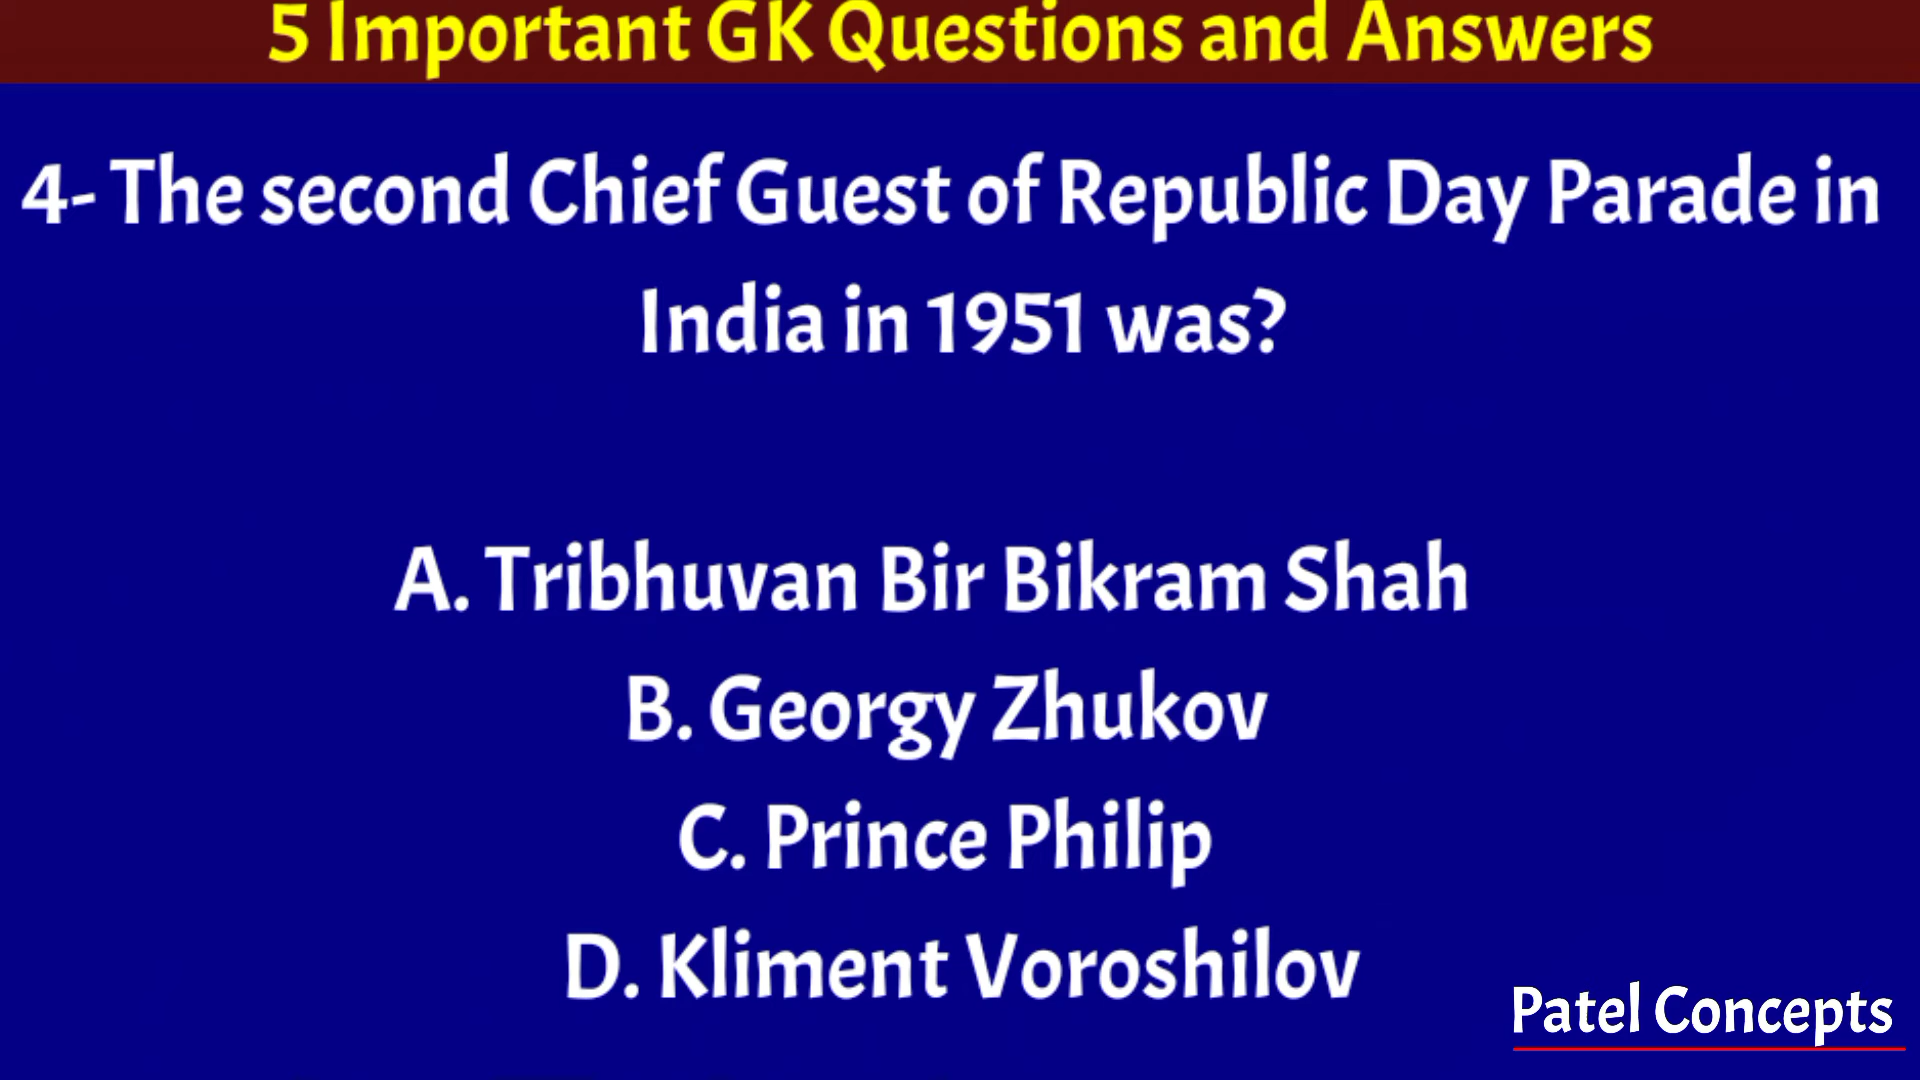 5 Important GK Questions and Answers
4- The second Chief Guest of Republic Day Parade in
India in 1951 was?
A. Tribhuvan Bir Bikram Shah
B. Georgy Zhukov
C. Prince Philip
D. Kliment Voroshilov
Patel Concepts